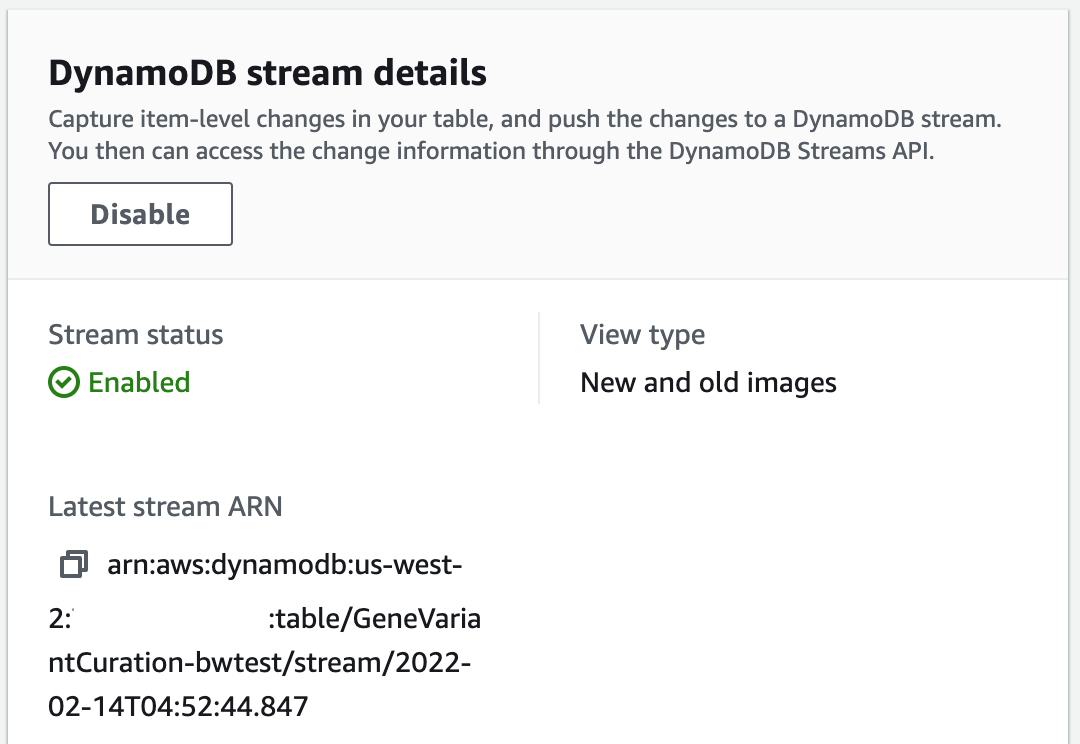 DynamoDB stream details
Capture item-level changes in your table, and push the changes to a DynamoDB stream.
You then can access the change information through the DynamoDB Streams API.
Disable
Stream status
Enabled
View type
New and old images
Latest stream ARN
arn:aws:dynamodb:us-west-
2: :table/GeneVaria
ntCuration-bwtest/stream/2022-
02-14T04:52:44.847